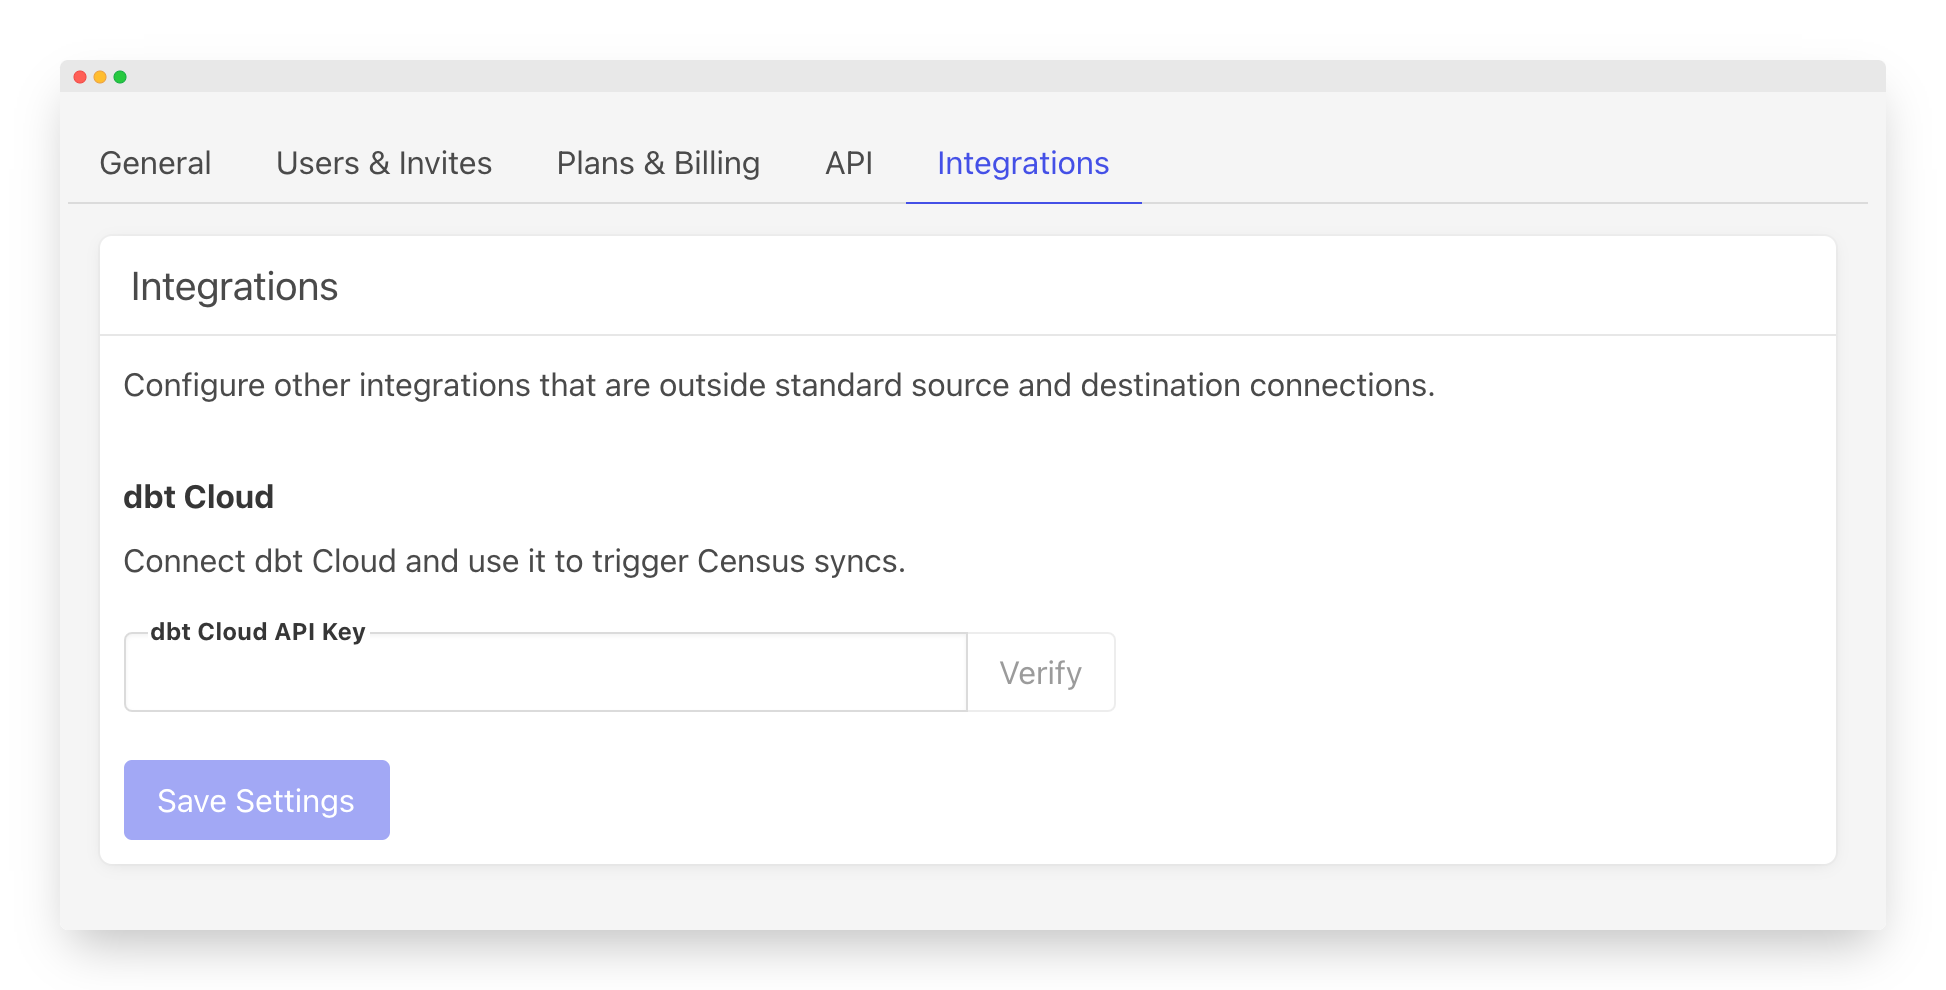 General Users & Invites Plans & Billing API Integrations
Integrations
Configure other integrations that are outside standard source and destination connections.
dbt Cloud
Connect dbt Cloud and use it to trigger Census syncs.
dbt Cloud API Key
Verify
Save Settings